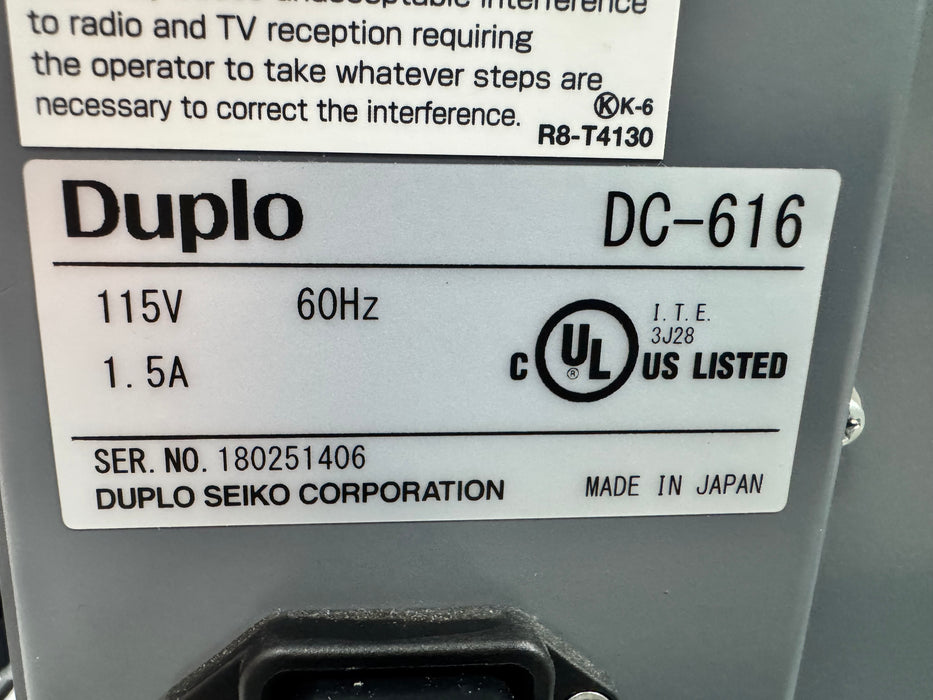 interference
to radio and TV reception requiring
the operator to take whatever steps are
necessary to correct the interference.
ⓀK-6
R8-T4130
Duplo DC-616
115V 60Hz
1.5A
I.T.E.
3J28
C UL® US LISTED
SER. NO. 180251406
DUPLO SEIKO CORPORATION MADE IN JAPAN